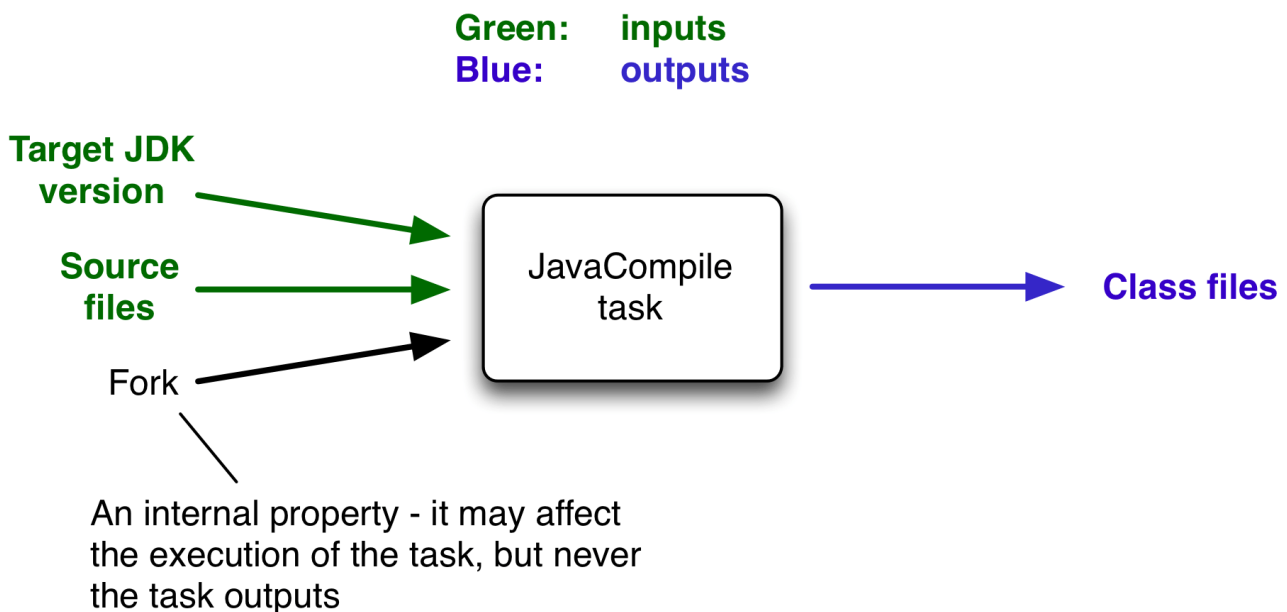 Green: inputs
Blue: outputs
Target JDK
version
Source
files
Fork
JavaCompile
task
Class files
An internal property - it may affect
the execution of the task, but never
the task outputs